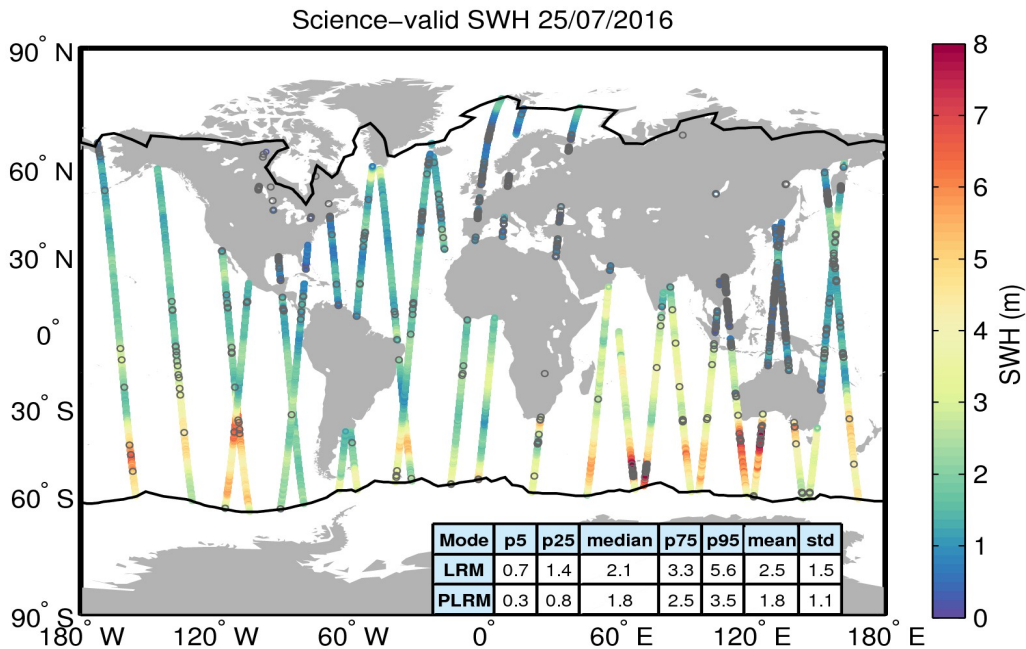 Science−valid SWH 25/07/2016
90° N
60° N
30° N
0°
30° S
60° S
90° S
180° W
120° W
60° W
0°
60° E
120° E
180° E
Mode p5 p25 median p75 p95 mean std
LRM 0.7 1.4 2.1 3.3 5.6 2.5 1.5
PLRM 0.3 0.8 1.8 2.5 3.5 1.8 1.1
8
7
6
5
4
3
2
1
0
SWH (m)